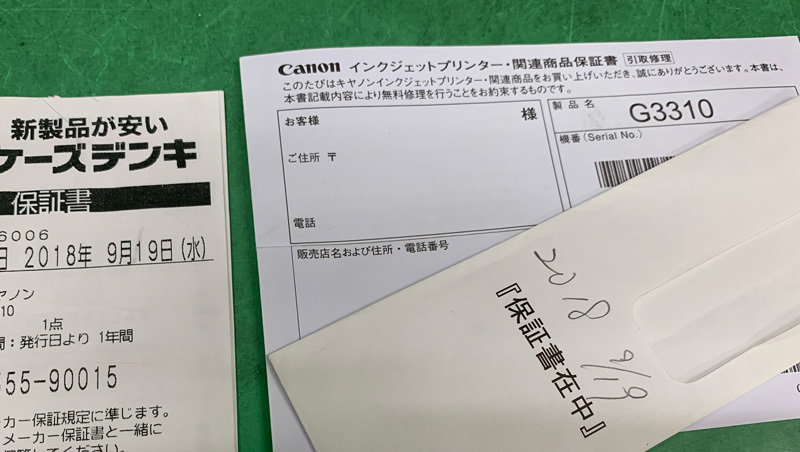 新製品が安い
ケーズデンキ
保証書
6006
日 2018年 9月19日(水)
ヤノン
10
1点
間：発行日より 1年間
555-90015
ーカー保証規定に準じます。
メーカー保証書と一緒に
Canon インクジェットプリンター・関連商品保証書 引取修理
このたびはキヤノンインクジェットプリンター・関連商品をお買い上げいただき、誠にありがとうございます。本書は、
本書記載内容により無料修理を行うことをお約束するものです。
お客様 様
ご住所 〒
電話
製品名 G3310
機番(Serial No.)
販売店名および住所・電話番号
2018
9/19
『保証書在中』